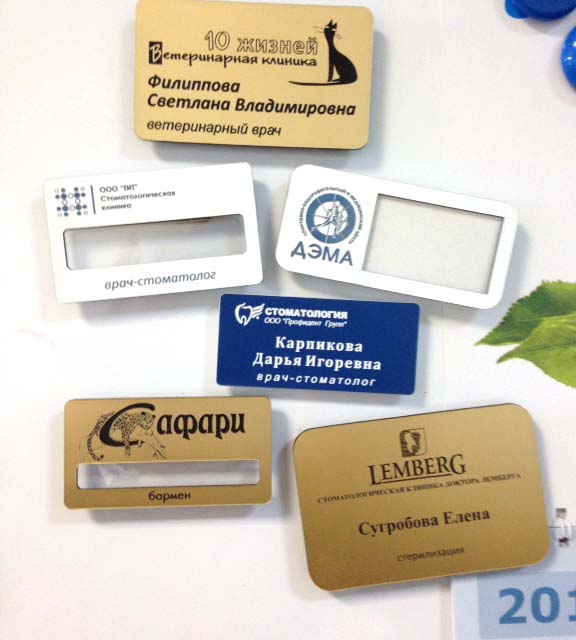 10 жизней
Ветеринарная клиника
Филиппова
Светлана Владимировна
ветеринарный врач
ООО "ТИТ"
Стоматологическая
клиника
врач-стоматолог
ДЭМА
СТОМАТОЛОГИЯ
ООО "Профидент Групп"
Карпикова
Дарья Игоревна
врач-стоматолог
Сафари
бармен
LEMBERG
СТОМАТОЛОГИЧЕСКАЯ КЛИНИКА ДОКТОРА ЛЕМБЕРГА
Сугробова Елена
стерилизация
201